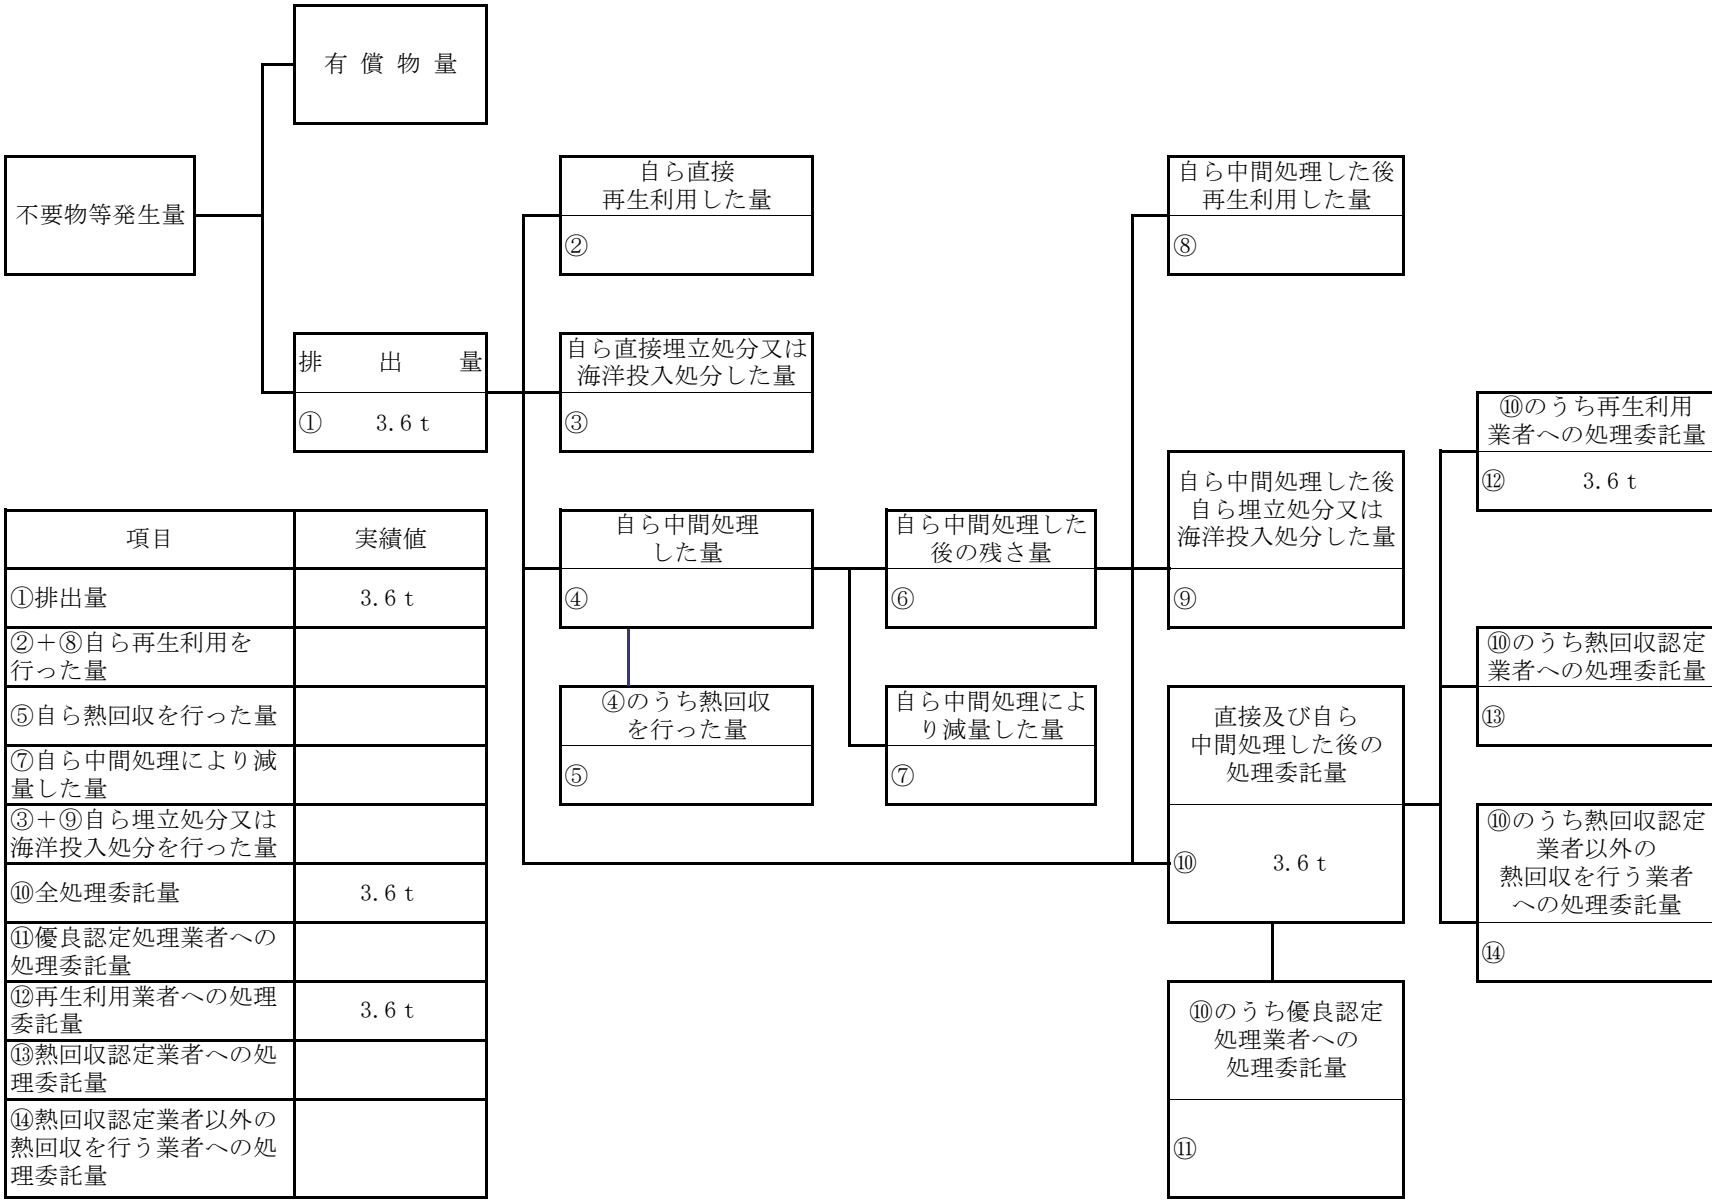 有償物量
不要物等発生量
排出量
① 3.6ｔ
自ら直接
再生利用した量
②
自ら直接埋立処分又は
海洋投入処分した量
③
自ら中間処理
した量
④
④のうち熱回収
を行った量
⑤
自ら中間処理した
後の残さ量
⑥
自ら中間処理によ
り減量した量
⑦
自ら中間処理した後
再生利用した量
⑧
自ら中間処理した後
自ら埋立処分又は
海洋投入処分した量
⑨
直接及び自ら
中間処理した後の
処理委託量
⑩ 3.6ｔ
⑩のうち優良認定
処理業者への
処理委託量
⑪
⑩のうち再生利用
業者への処理委託量
⑫ 3.6ｔ
⑩のうち熱回収認定
業者への処理委託量
⑬
⑩のうち熱回収認定
業者以外の
熱回収を行う業者
への処理委託量
⑭
項目 実績値
①排出量 3.6ｔ
②＋⑧自ら再生利用を
行った量
⑤自ら熱回収を行った量
⑦自ら中間処理により減
量した量
③＋⑨自ら埋立処分又は
海洋投入処分を行った量
⑩全処理委託量 3.6ｔ
⑪優良認定処理業者への
処理委託量
⑫再生利用業者への処理
委託量 3.6ｔ
⑬熱回収認定業者への処
理委託量
⑭熱回収認定業者以外の
熱回収を行う業者への処
理委託量